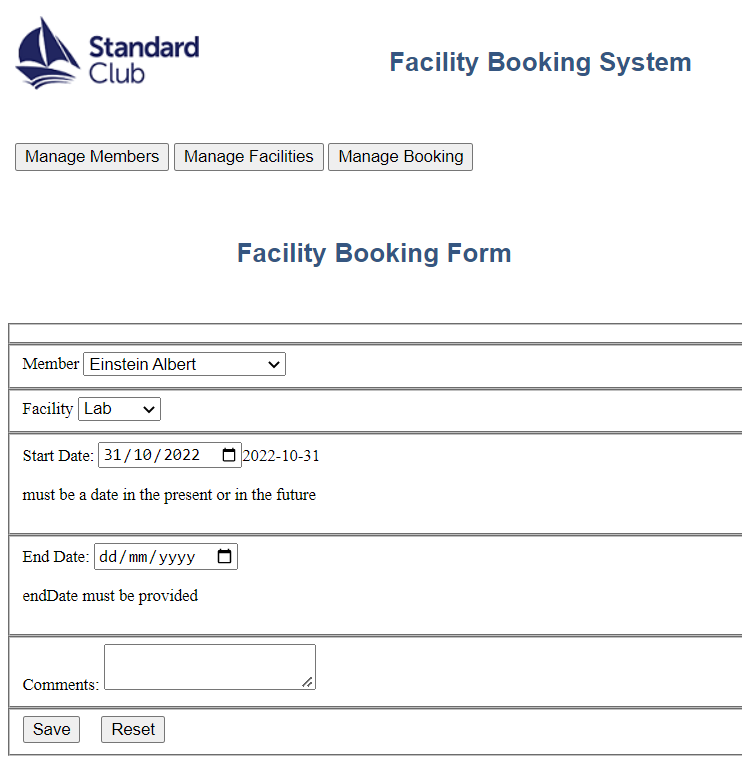 Standard
Club
Facility Booking System
Manage Members Manage Facilities Manage Booking
Facility Booking Form
Member Einstein Albert
Facility Lab
Start Date: 31/10/2022 2022-10-31
must be a date in the present or in the future
End Date: dd/mm/yyyy
endDate must be provided
Comments:
Save Reset